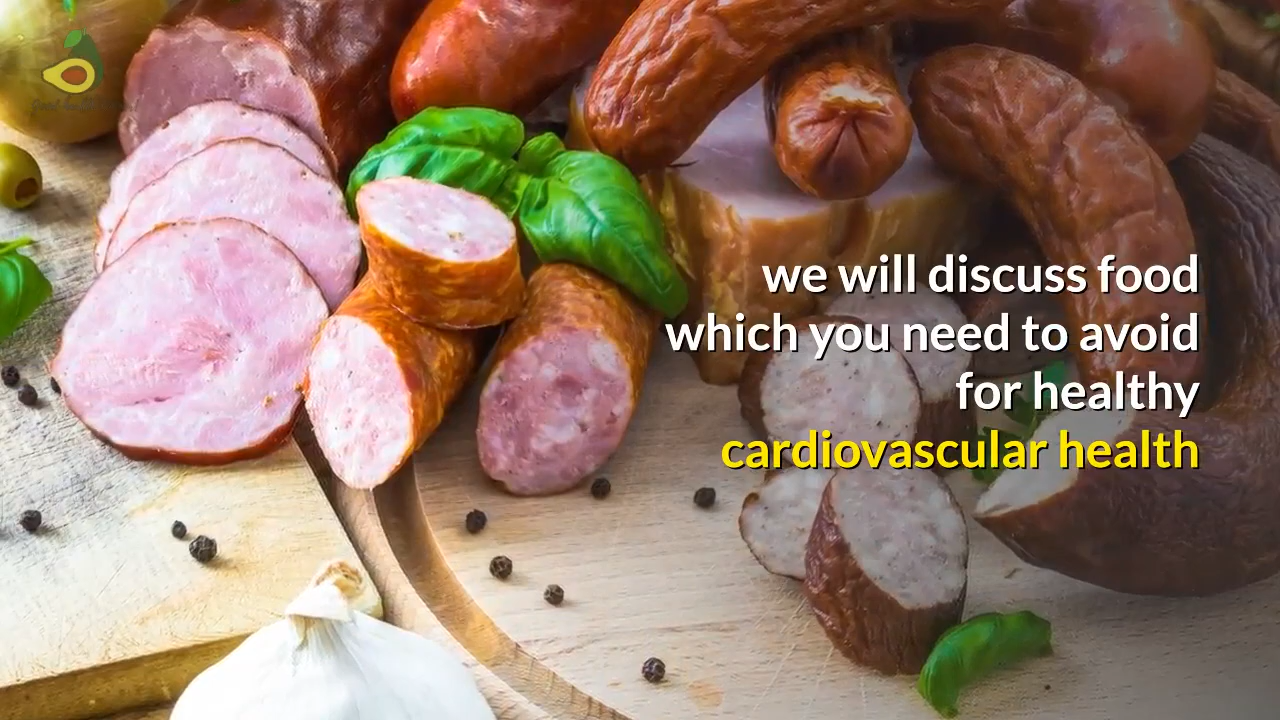 we will discuss food
which you need to avoid
for healthy
cardiovascular health